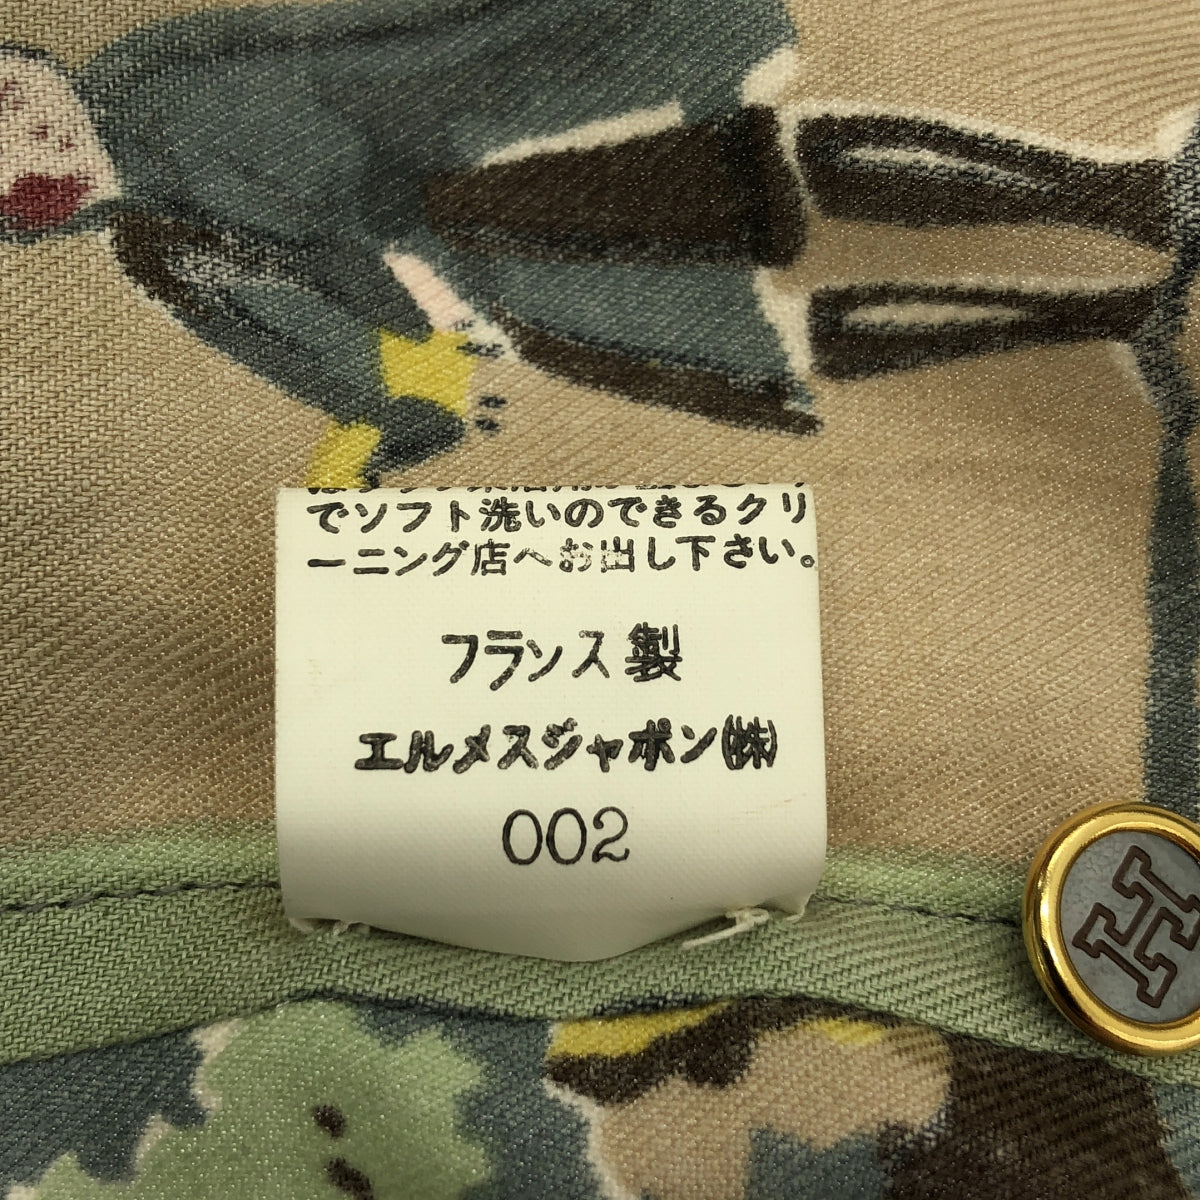 でソフト洗いのできるクリ
ーニング店へお出し下さい。
フランス製
エルメスジャポン(株)
002
H